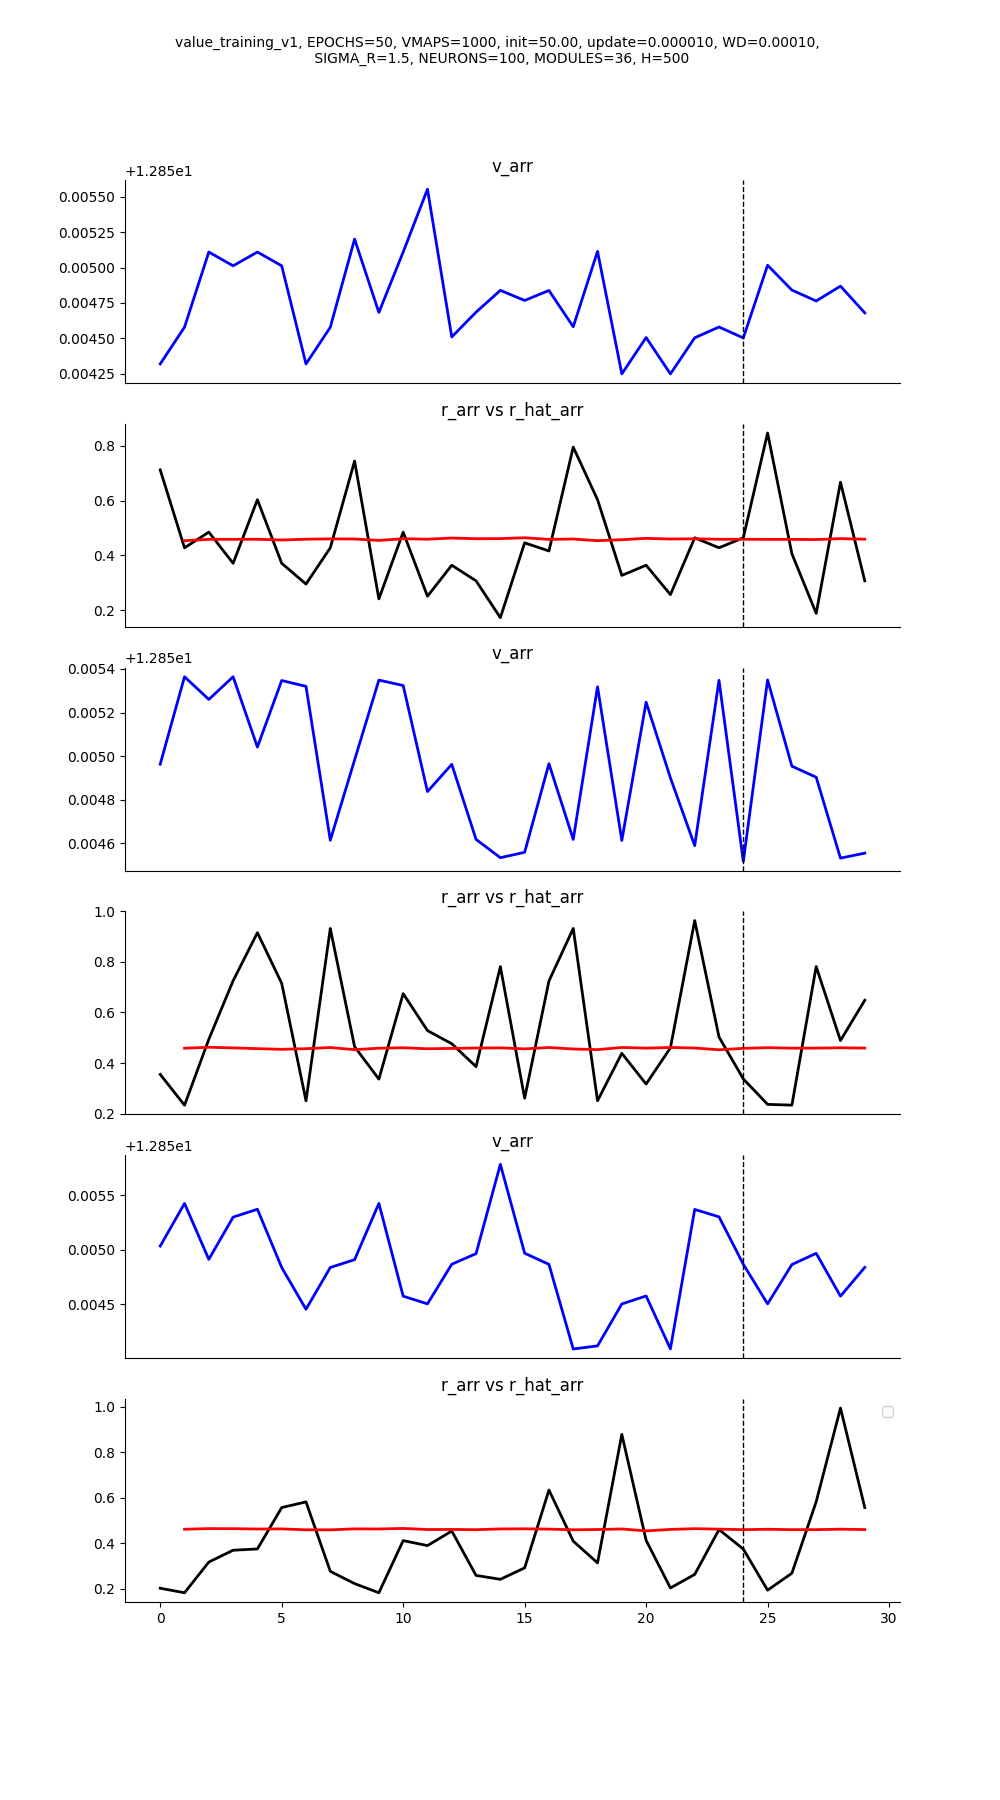 value_training_v1, EPOCHS=50, VMAPS=1000, init=50.00, update=0.000010, WD=0.00010,
SIGMA_R=1.5, NEURONS=100, MODULES=36, H=500
v_arr
+1.285e1
0.00550
0.00525
0.00500
0.00475
0.00450
0.00425
r_arr vs r_hat_arr
0.8
0.6
0.4
0.2
v_arr
+1.285e1
0.0054
0.0052
0.0050
0.0048
0.0046
r_arr vs r_hat_arr
1.0
0.8
0.6
0.4
0.2
v_arr
+1.285e1
0.0055
0.0050
0.0045
r_arr vs r_hat_arr
1.0
0.8
0.6
0.4
0.2
0 5 10 15 20 25 30